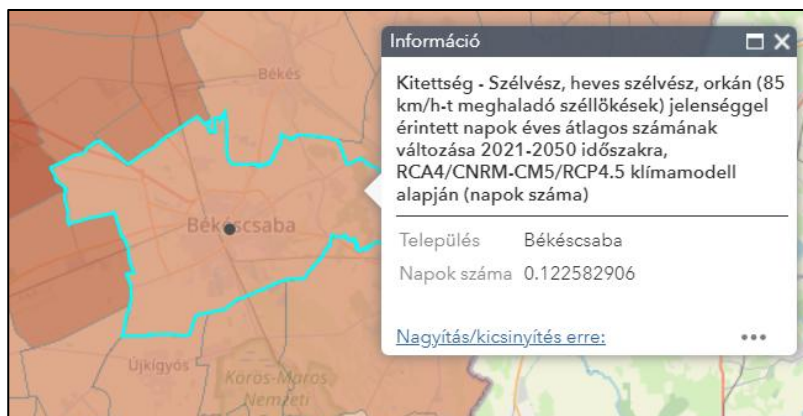 Békés
Békéscsaba
Újkígyós
Körös-Maros
Nemzeti
Információ
Kitettség - Szélvész, heves szélvész, orkán (85
km/h-t meghaladó széllökések) jelenséggel
érintett napok éves átlagos számának
változása 2021-2050 időszakra,
RCA4/CNRM-CM5/RCP4.5 klímamodell
alapján (napok száma)
Település Békéscsaba
Napok száma 0.122582906
Nagyítás/kicsinyítés erre: